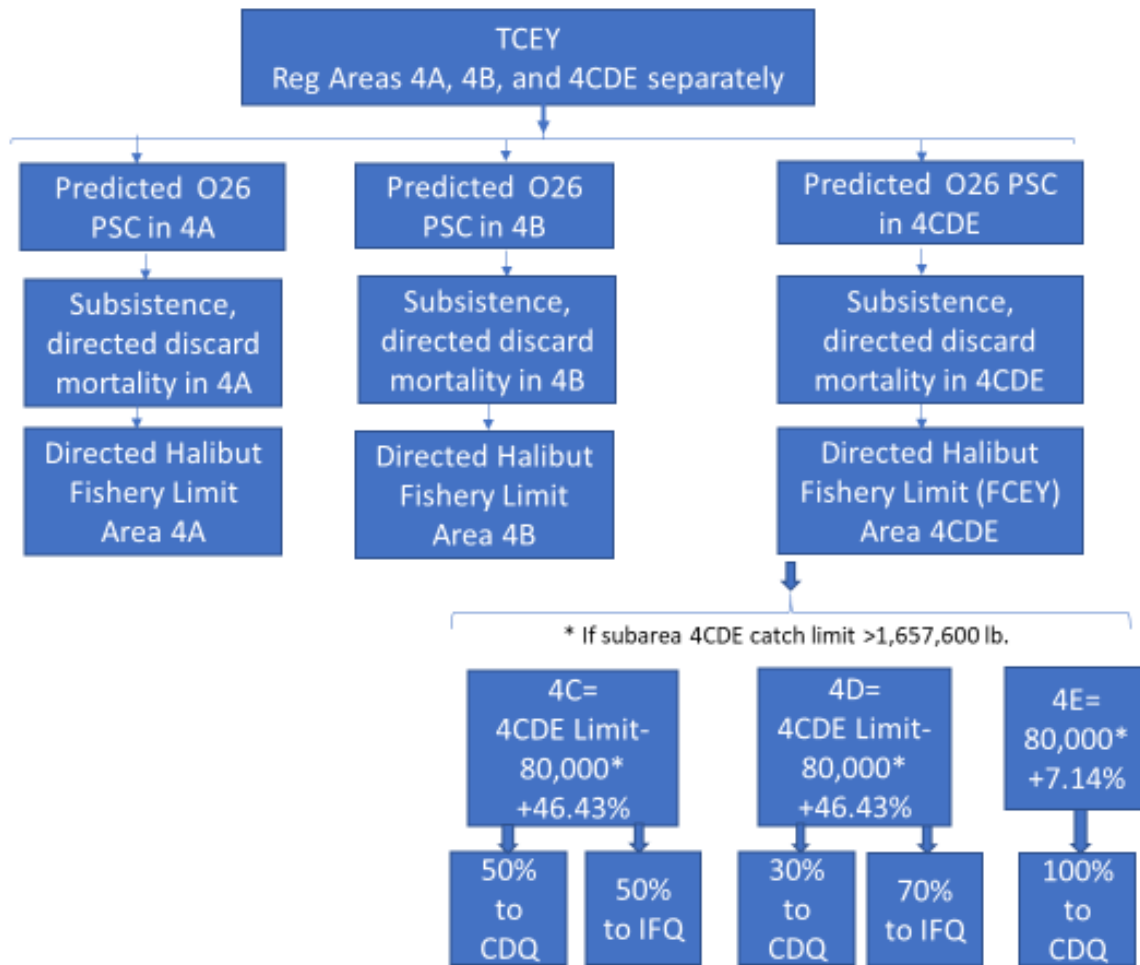 TCEY
Reg Areas 4A, 4B, and 4CDE separately
Predicted O26
PSC in 4A
Predicted O26
PSC in 4B
Predicted O26 PSC
in 4CDE
Subsistence,
directed discard
mortality in 4A
Subsistence,
directed discard
mortality in 4B
Subsistence,
directed discard
mortality in 4CDE
Directed Halibut
Fishery Limit
Area 4A
Directed Halibut
Fishery Limit
Area 4B
Directed Halibut
Fishery Limit (FCEY)
Area 4CDE
* If subarea 4CDE catch limit >1,657,600 lb.
4C=
4CDE Limit-
80,000*
+46.43%
4D=
4CDE Limit-
80,000*
+46.43%
4E=
80,000*
+7.14%
50%
to
CDQ
50%
to IFQ
30%
to
CDQ
70%
to IFQ
100%
to
CDQ